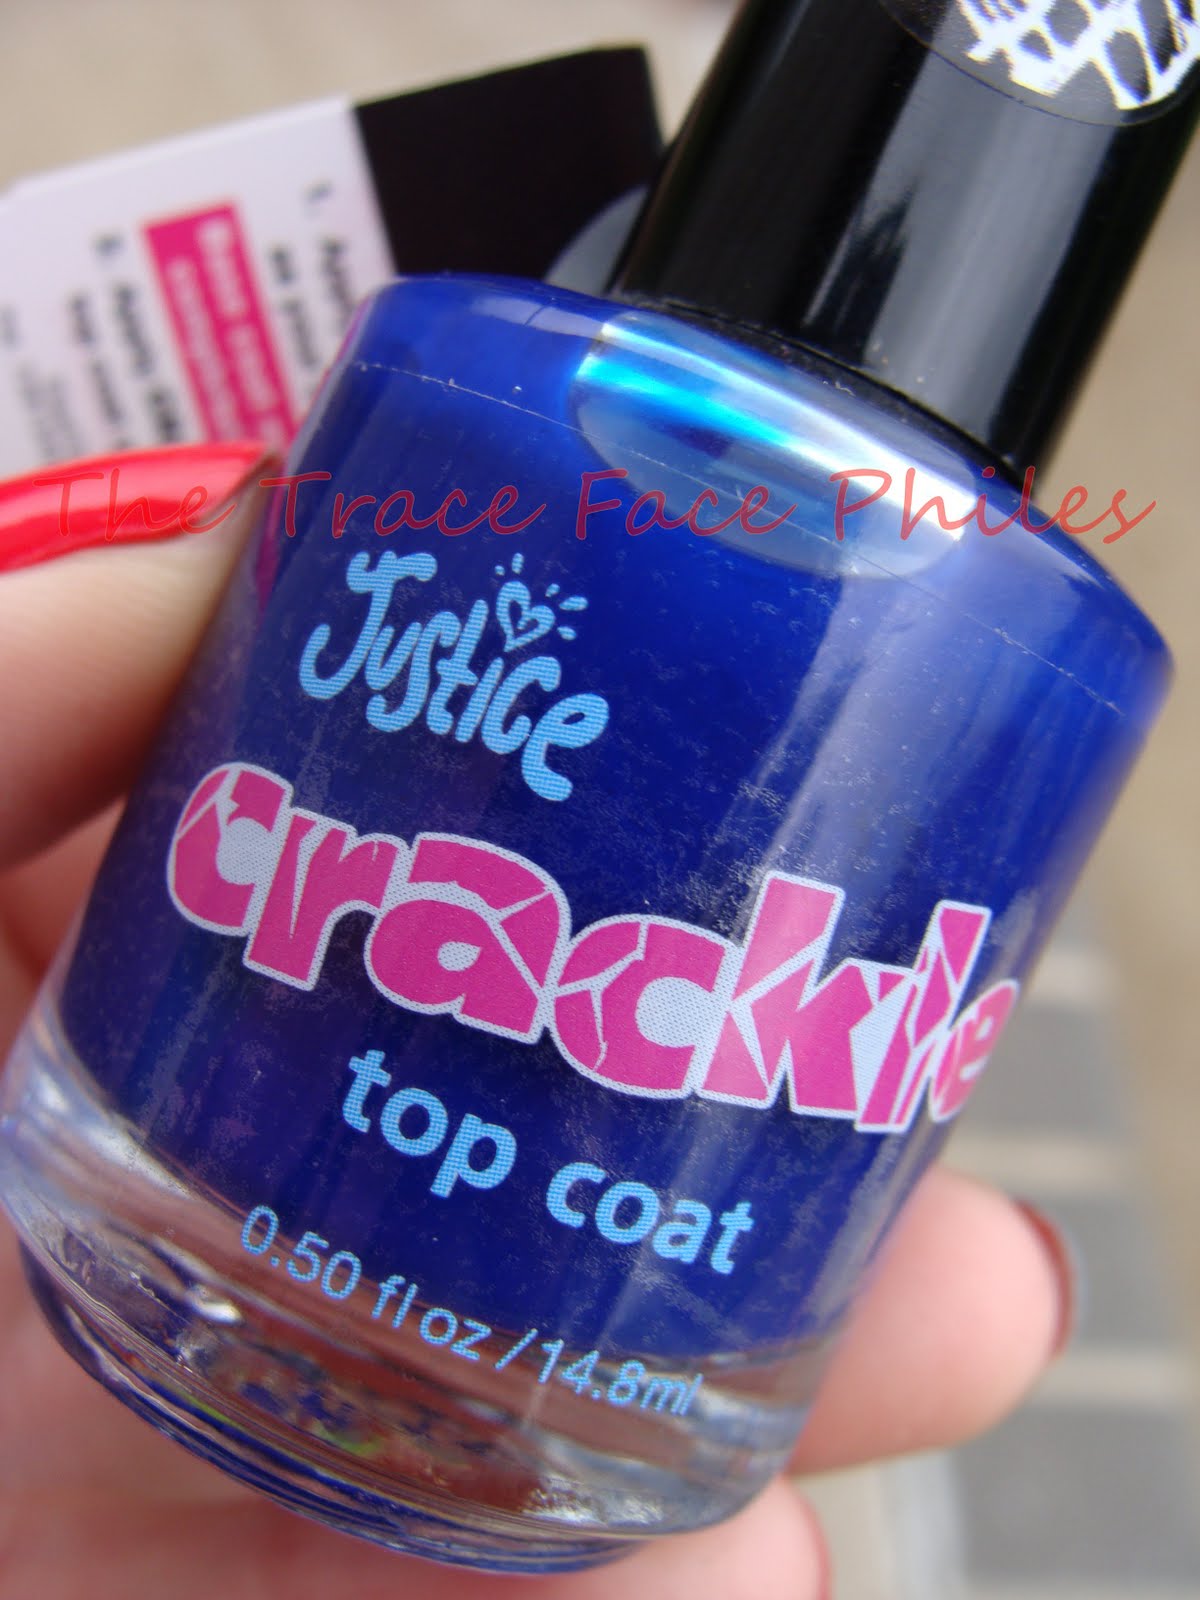 The Trace Face Philes
Justice
crackle
top coat
0.50 fl oz / 14.8ml